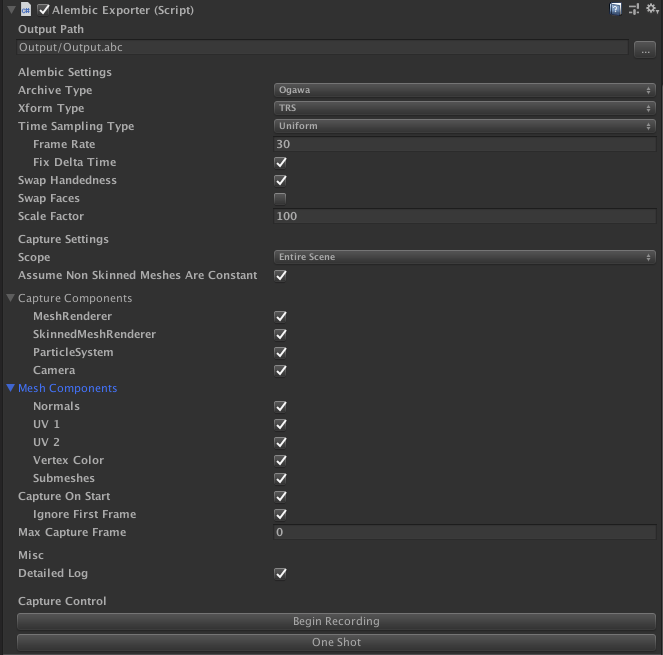 Alembic Exporter (Script)
Output Path
Output/Output.abc ...
Alembic Settings
Archive Type Ogawa
Xform Type TRS
Time Sampling Type Uniform
Frame Rate 30
Fix Delta Time
Swap Handedness
Swap Faces
Scale Factor 100
Capture Settings
Scope Entire Scene
Assume Non Skinned Meshes Are Constant
Capture Components
MeshRenderer
SkinnedMeshRenderer
ParticleSystem
Camera
Mesh Components
Normals
UV 1
UV 2
Vertex Color
Submeshes
Capture On Start
Ignore First Frame
Max Capture Frame 0
Misc
Detailed Log
Capture Control
Begin Recording
One Shot